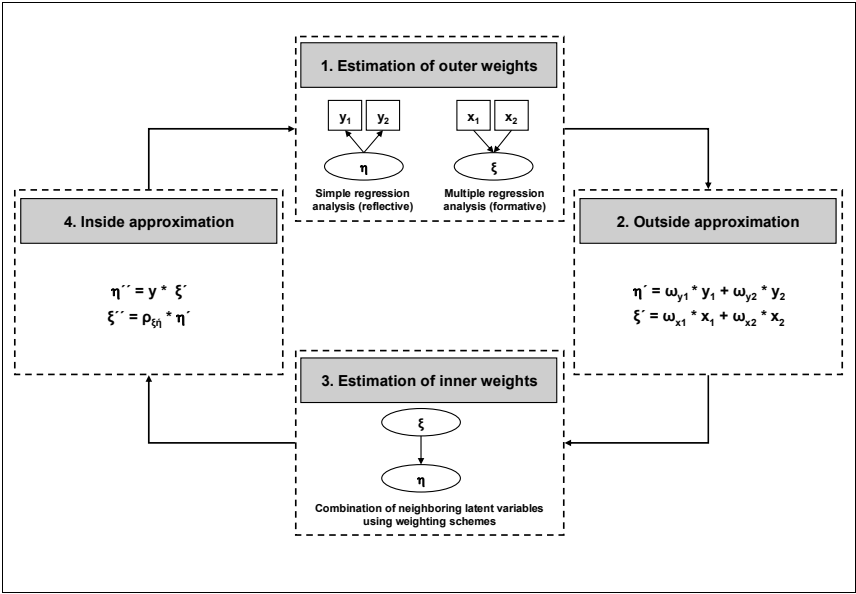 1. Estimation of outer weights
y₁ y₂ x₁ x₂
η ξ
Simple regression analysis (reflective)
Multiple regression analysis (formative)
4. Inside approximation
η´´ = y * ξ´
ξ´´ = ρξή * η´
2. Outside approximation
η´ = ωy1 * y₁ + ωy2 * y₂
ξ´ = ωx1 * x₁ + ωx2 * x₂
3. Estimation of inner weights
ξ
η
Combination of neighboring latent variables
using weighting schemes